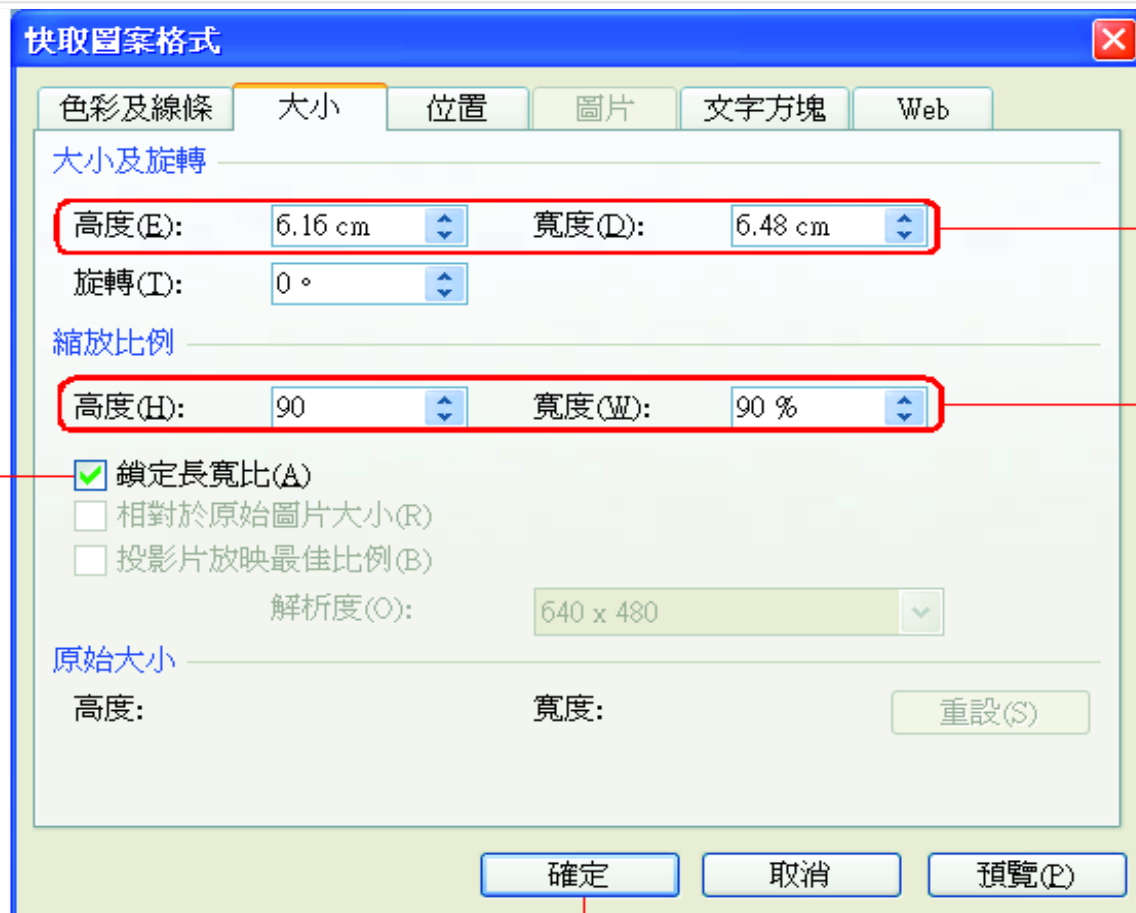 快取圖案格式
色彩及線條 大小 位置 圖片 文字方塊 Web
大小及旋轉
高度(E): 6.16 cm 寬度(D): 6.48 cm
旋轉(T): 0 °
縮放比例
高度(H): 90 寬度(W): 90 %
鎖定長寬比(A)
相對於原始圖片大小(R)
投影片放映最佳比例(B)
解析度(O): 640 x 480
原始大小
高度: 寬度: 重設(S)
確定 取消 預覽(P)